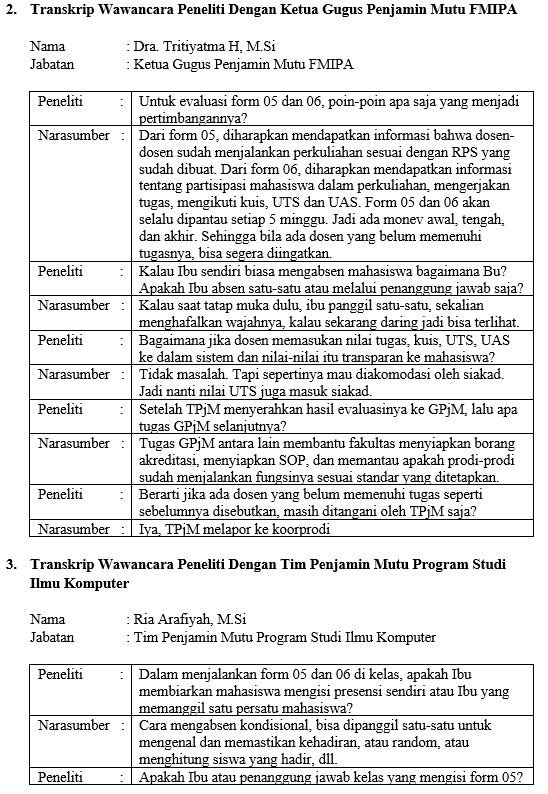 2. Transkrip Wawancara Peneliti Dengan Ketua Gugus Penjamin Mutu FMIPA
Nama : Dra. Tritiyatma H, M.Si
Jabatan : Ketua Gugus Penjamin Mutu FMIPA
Peneliti : Untuk evaluasi form 05 dan 06, poin-poin apa saja yang menjadi
pertimbangannya?
Narasumber : Dari form 05, diharapkan mendapatkan informasi bahwa dosen-
dosen sudah menjalankan perkuliahan sesuai dengan RPS yang
sudah dibuat. Dari form 06, diharapkan mendapatkan informasi
tentang partisipasi mahasiswa dalam perkuliahan, mengerjakan
tugas, mengikuti kuis, UTS dan UAS. Form 05 dan 06 akan
selalu dipantau setiap 5 minggu. Jadi ada monev awal, tengah,
dan akhir. Sehingga bila ada dosen yang belum memenuhi
tugasnya, bisa segera diingatkan.
Peneliti : Kalau Ibu sendiri biasa mengabsen mahasiswa bagaimana Bu?
Apakah Ibu absen satu-satu atau melalui penanggung jawab saja?
Narasumber : Kalau saat tatap muka dulu, ibu panggil satu-satu, sekalian
menghafalkan wajahnya, kalau sekarang daring jadi bisa terlihat.
Peneliti : Bagaimana jika dosen memasukan nilai tugas, kuis, UTS, UAS
ke dalam sistem dan nilai-nilai itu transparan ke mahasiswa?
Narasumber : Tidak masalah. Tapi sepertinya mau diakomodasi oleh siakad.
Jadi nanti nilai UTS juga masuk siakad.
Peneliti : Setelah TPjM menyerahkan hasil evaluasinya ke GPjM, lalu apa
tugas GPjM selanjutnya?
Narasumber : Tugas GPjM antara lain membantu fakultas menyiapkan borang
akreditasi, menyiapkan SOP, dan memantau apakah prodi-prodi
sudah menjalankan fungsinya sesuai standar yang ditetapkan.
Peneliti : Berarti jika ada dosen yang belum memenuhi tugas seperti
sebelumnya disebutkan, masih ditangani oleh TPjM saja?
Narasumber : Iya, TPjM melapor ke koorprodi
3. Transkrip Wawancara Peneliti Dengan Tim Penjamin Mutu Program Studi
Ilmu Komputer
Nama : Ria Arafiyah, M.Si
Jabatan : Tim Penjamin Mutu Program Studi Ilmu Komputer
Peneliti : Dalam menjalankan form 05 dan 06 di kelas, apakah Ibu
membiarkan mahasiswa mengisi presensi sendiri atau Ibu yang
memanggil satu persatu mahasiswa?
Narasumber : Cara mengabsen kondisional, bisa dipanggil satu-satu untuk
mengenal dan memastikan kehadiran, atau random, atau
menghitung siswa yang hadir, dll.
Peneliti : Apakah Ibu atau penanggung jawab kelas yang mengisi form 05?